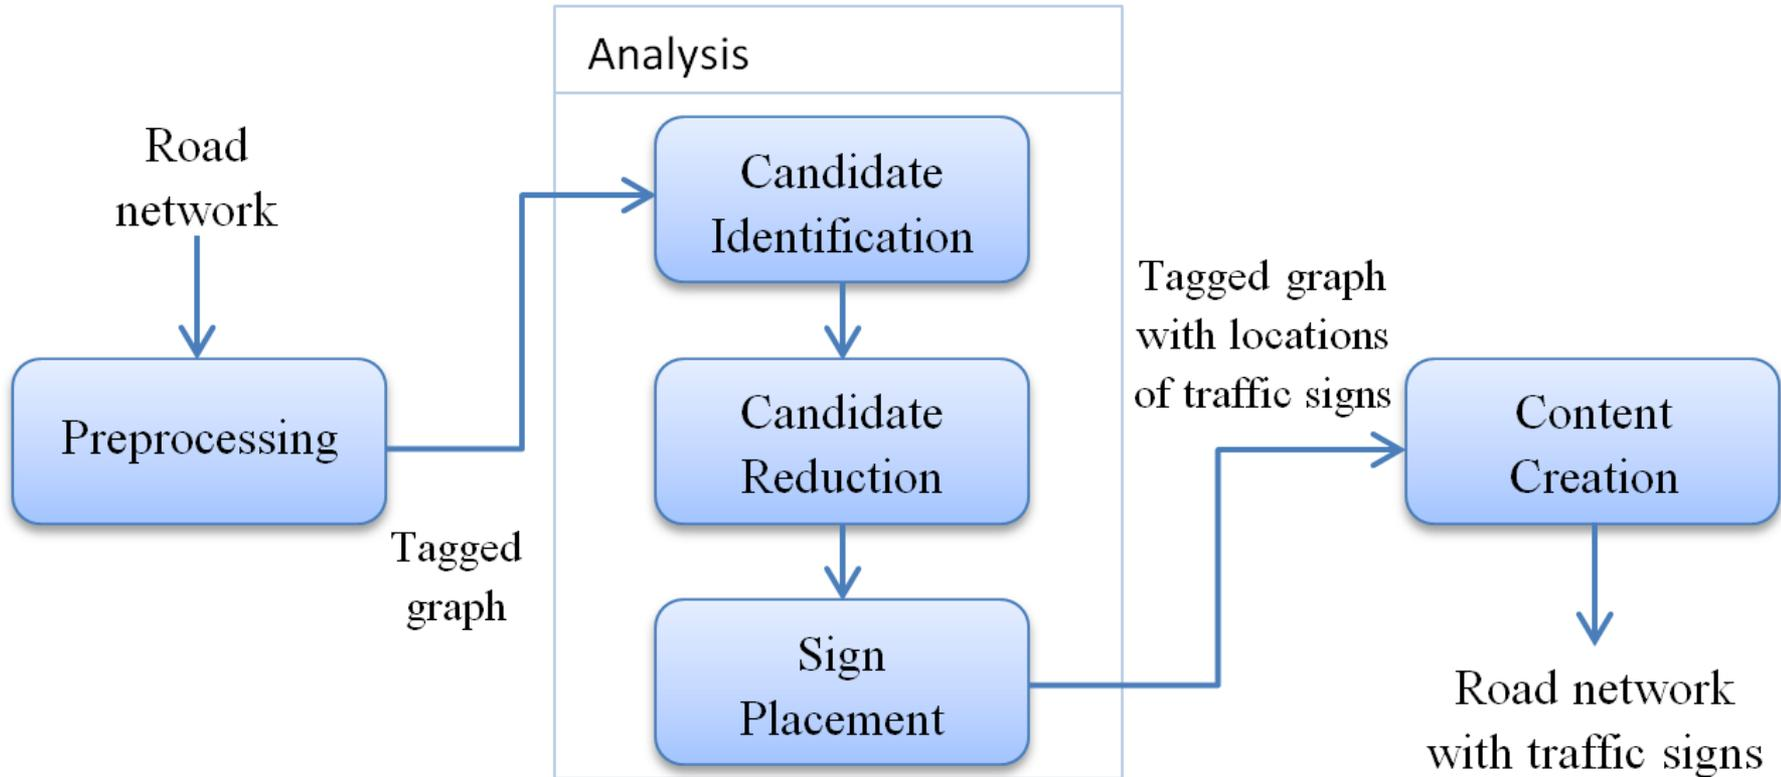 Analysis
Road
network
Preprocessing
Tagged
graph
Candidate
Identification
Candidate
Reduction
Sign
Placement
Tagged graph
with locations
of traffic signs
Content
Creation
Road network
with traffic signs